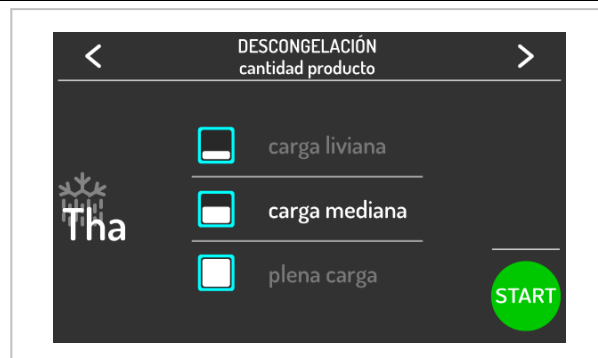 DESCONGELACIÓN
cantidad producto
carga liviana
Tha
carga mediana
plena carga
START